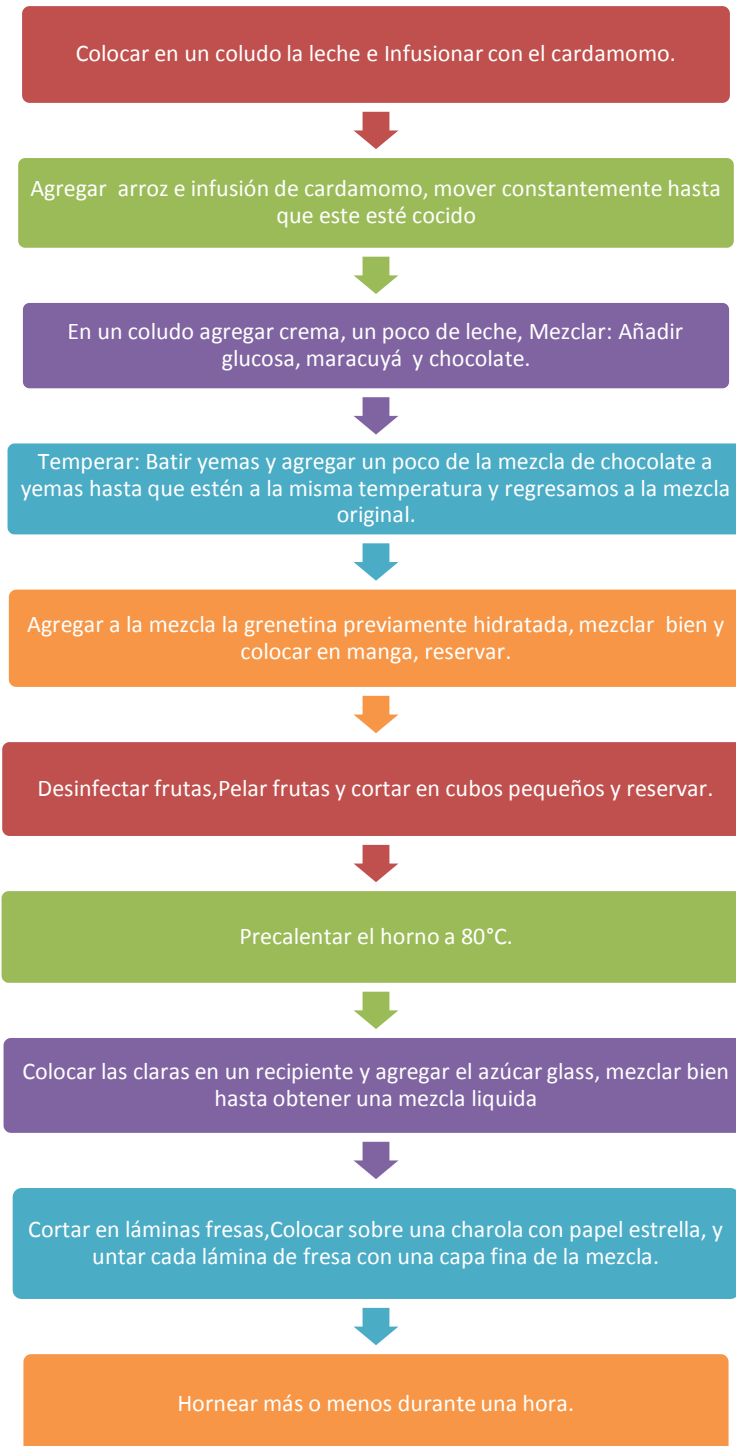 Colocar en un coludo la leche e Infusionar con el cardamomo.
Agregar  arroz e infusión de cardamomo, mover constantemente hasta
que este esté cocido
En un coludo agregar crema, un poco de leche, Mezclar: Añadir
glucosa, maracuyá  y chocolate.
Temperar: Batir yemas y agregar un poco de la mezcla de chocolate a
yemas hasta que estén a la misma temperatura y regresamos a la mezcla
original.
Agregar a la mezcla la grenetina previamente hidratada, mezclar  bien y
colocar en manga, reservar.
Desinfectar frutas,Pelar frutas y cortar en cubos pequeños y reservar.
Precalentar el horno a 80°C.
Colocar las claras en un recipiente y agregar el azúcar glass, mezclar bien
hasta obtener una mezcla liquida
Cortar en láminas fresas,Colocar sobre una charola con papel estrella, y
untar cada lámina de fresa con una capa fina de la mezcla.
Hornear más o menos durante una hora.